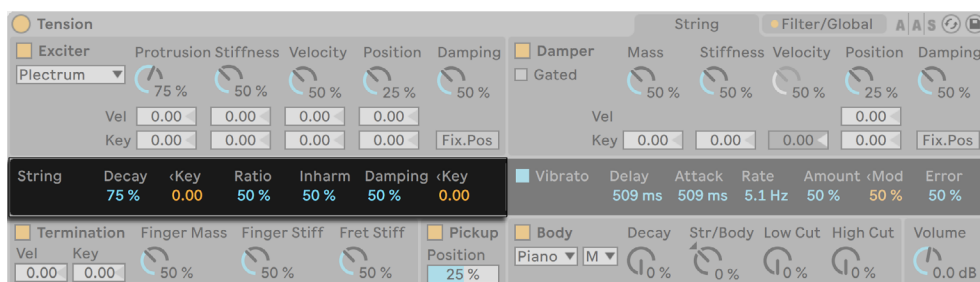 Tension String Filter/Global A A S
Exciter Protrusion Stiffness Velocity Position Damping Damper Mass Stiffness Velocity Position Damping
Plectrum 75 % 50 % 50 % 25 % 50 % Gated 50 % 50 % 50 % 25 % 50 %
Vel 0.00 0.00 0.00 0.00 Vel 0.00
Key 0.00 0.00 0.00 0.00 Fix.Pos Key 0.00 0.00 0.00 0.00 Fix.Pos
String Decay ‹Key Ratio Inharm Damping ‹Key Vibrato Delay Attack Rate Amount ‹Mod Error
75 % 0.00 50 % 50 % 50 % 0.00 509 ms 509 ms 5.1 Hz 50 % 50 % 50 %
Termination Finger Mass Finger Stiff Fret Stiff Pickup Body Decay Str/Body Low Cut High Cut Volume
Vel Key Position Piano M
0.00 0.00 50 % 50 % 50 % 25 % 0 % 0 % 0 % 0 % 0.0 dB